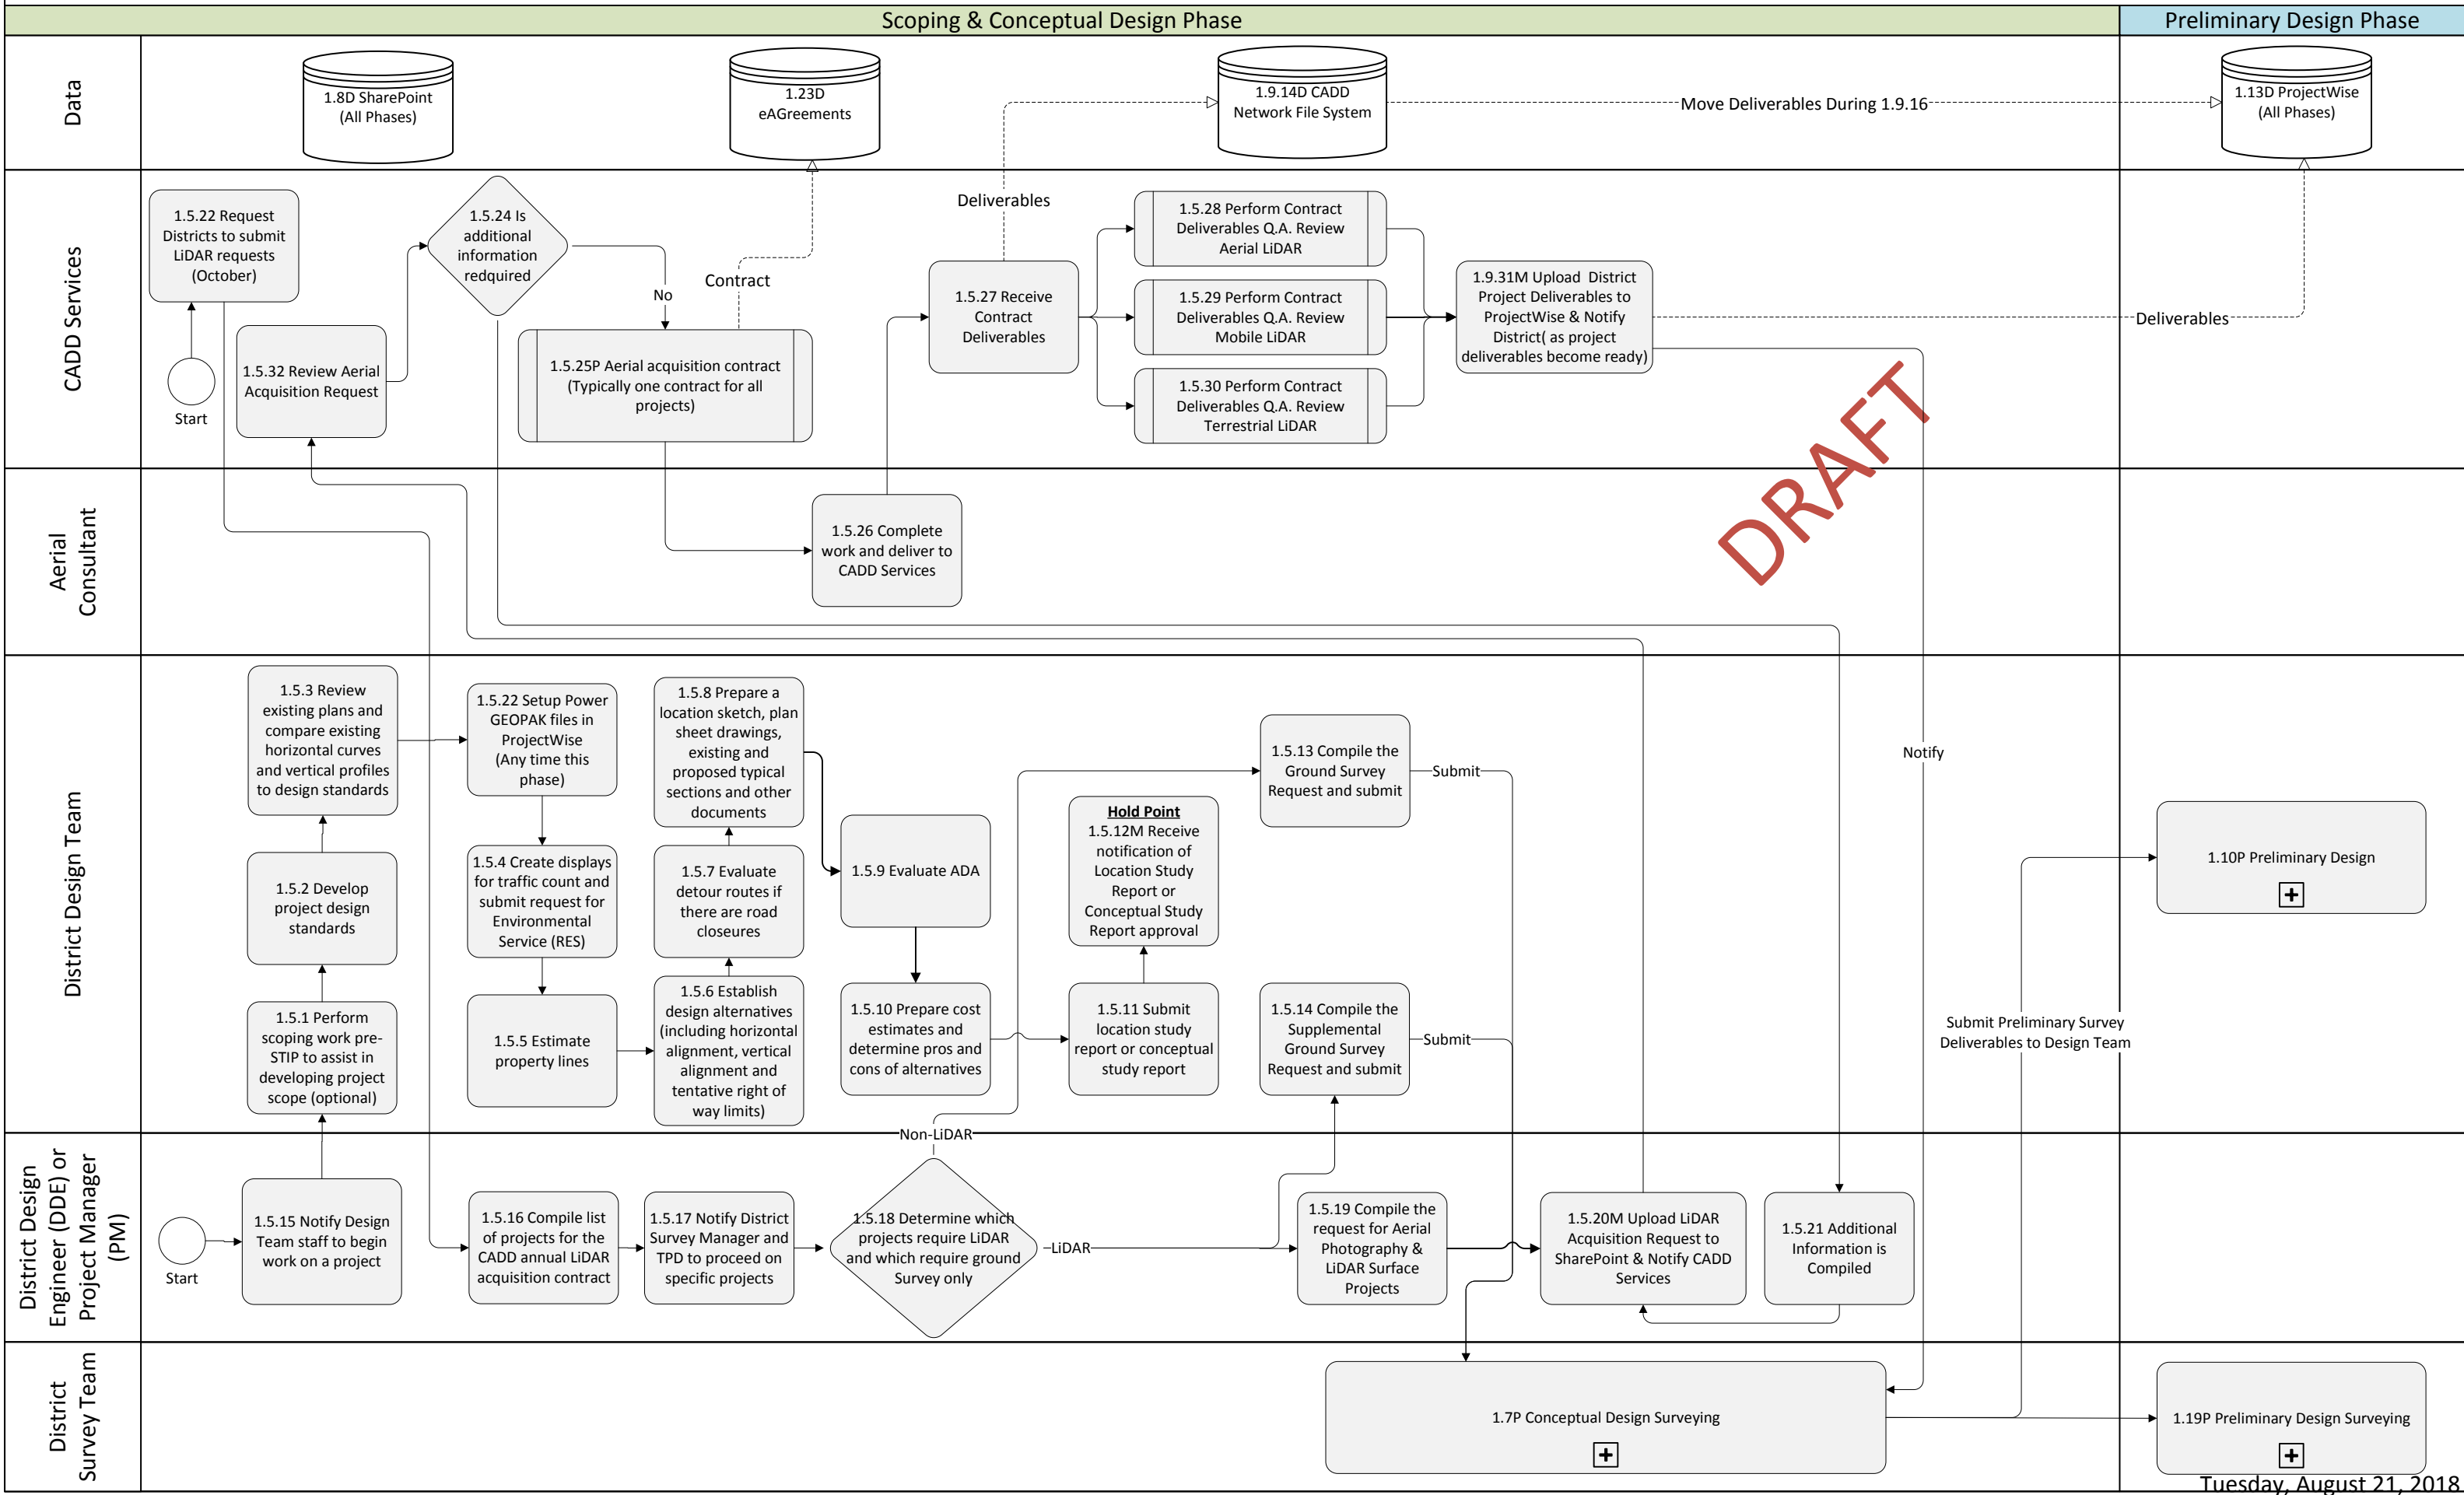 Scoping & Conceptual Design Phase
Preliminary Design Phase
Data
1.8D SharePoint
(All Phases)
1.23D
eAGreements
1.9.14D CADD
Network File System
Move Deliverables During 1.9.16
1.13D ProjectWise
(All Phases)
CADD Services
1.5.22 Request
Districts to submit
LiDAR requests
(October)
Start
1.5.32 Review Aerial
Acquisition Request
1.5.24 Is
additional
information
redquired
No
Contract
1.5.25P Aerial acquisition contract
(Typically one contract for all
projects)
Deliverables
1.5.27 Receive
Contract
Deliverables
1.5.28 Perform Contract
Deliverables Q.A. Review
Aerial LiDAR
1.5.29 Perform Contract
Deliverables Q.A. Review
Mobile LiDAR
1.5.30 Perform Contract
Deliverables Q.A. Review
Terrestrial LiDAR
1.9.31M Upload District
Project Deliverables to
ProjectWise & Notify
District( as project
deliverables become ready)
Deliverables
DRAFT
Aerial
Consultant
1.5.26 Complete
work and deliver to
CADD Services
District Design Team
1.5.3 Review
existing plans and
compare existing
horizontal curves
and vertical profiles
to design standards
1.5.2 Develop
project design
standards
1.5.1 Perform
scoping work pre-
STIP to assist in
developing project
scope (optional)
1.5.22 Setup Power
GEOPAK files in
ProjectWise
(Any time this
phase)
1.5.4 Create displays
for traffic count and
submit request for
Environmental
Service (RES)
1.5.5 Estimate
property lines
1.5.8 Prepare a
location sketch, plan
sheet drawings,
existing and
proposed typical
sections and other
documents
1.5.7 Evaluate
detour routes if
there are road
closeures
1.5.6 Establish
design alternatives
(including horizontal
alignment, vertical
alignment and
tentative right of
way limits)
1.5.9 Evaluate ADA
1.5.10 Prepare cost
estimates and
determine pros and
cons of alternatives
Hold Point
1.5.12M Receive
notification of
Location Study
Report or
Conceptual Study
Report approval
1.5.11 Submit
location study
report or conceptual
study report
1.5.13 Compile the
Ground Survey
Request and submit
Submit
1.5.14 Compile the
Supplemental
Ground Survey
Request and submit
Submit
Notify
1.10P Preliminary Design
Submit Preliminary Survey
Deliverables to Design Team
District Design
Engineer (DDE) or
Project Manager
(PM)
Start
1.5.15 Notify Design
Team staff to begin
work on a project
1.5.16 Compile list
of projects for the
CADD annual LiDAR
acquisition contract
1.5.17 Notify District
Survey Manager and
TPD to proceed on
specific projects
Non-LiDAR
1.5.18 Determine which
projects require LiDAR
and which require ground
Survey only
LiDAR
1.5.19 Compile the
request for Aerial
Photography &
LiDAR Surface
Projects
1.5.20M Upload LiDAR
Acquisition Request to
SharePoint & Notify CADD
Services
1.5.21 Additional
Information is
Compiled
District
Survey Team
1.7P Conceptual Design Surveying
1.19P Preliminary Design Surveying
Tuesday, August 21, 2018